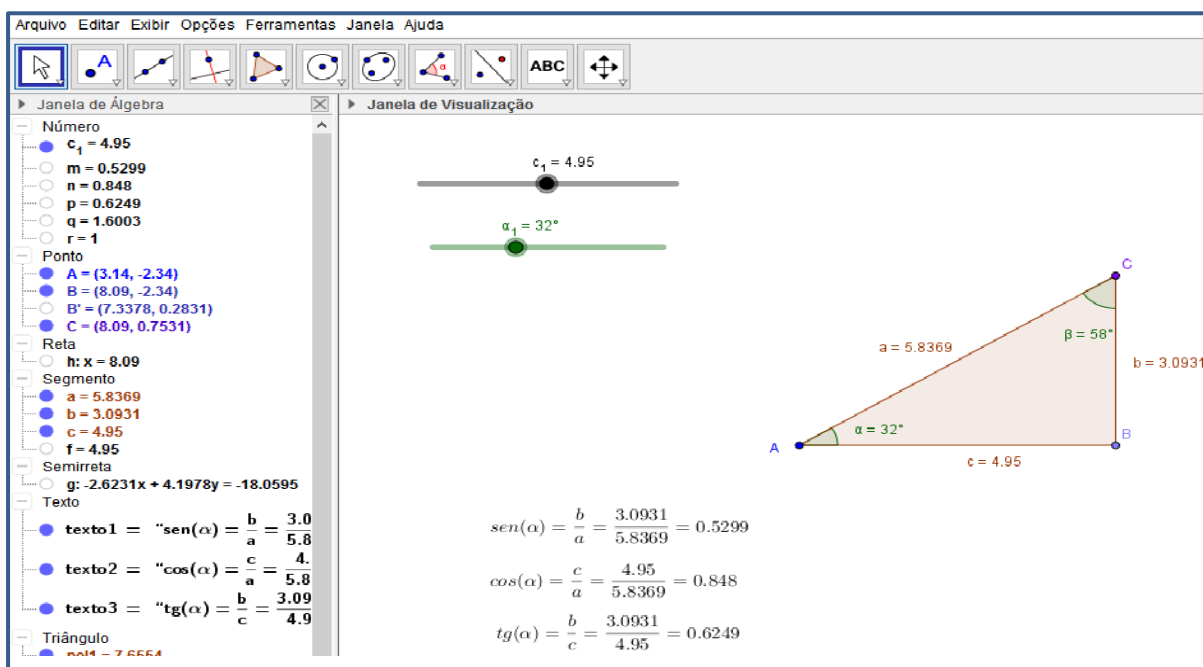 Arquivo Editar Exibir Opções Ferramentas Janela Ajuda
A
α
ABC
Janela de Álgebra
Número
c₁ = 4.95
m = 0.5299
n = 0.848
p = 0.6249
q = 1.6003
r = 1
Ponto
A = (3.14, -2.34)
B = (8.09, -2.34)
B' = (7.3378, 0.2831)
C = (8.09, 0.7531)
Reta
h: x = 8.09
Segmento
a = 5.8369
b = 3.0931
c = 4.95
f = 4.95
Semirreta
g: -2.6231x + 4.1978y = -18.0595
Texto
texto1 = “sen(α) = b/a = 3.0/5.8
texto2 = “cos(α) = c/a = 4./5.8
texto3 = “tg(α) = b/c = 3.09/4.9
Triângulo
pol1 = 7.6554
Janela de Visualização
c₁ = 4.95
α₁ = 32°
C
a = 5.8369
β = 58°
b = 3.0931
α = 32°
A
B
c = 4.95
sen(α) = b/a = 3.0931/5.8369 = 0.5299
cos(α) = c/a = 4.95/5.8369 = 0.848
tg(α) = b/c = 3.0931/4.95 = 0.6249